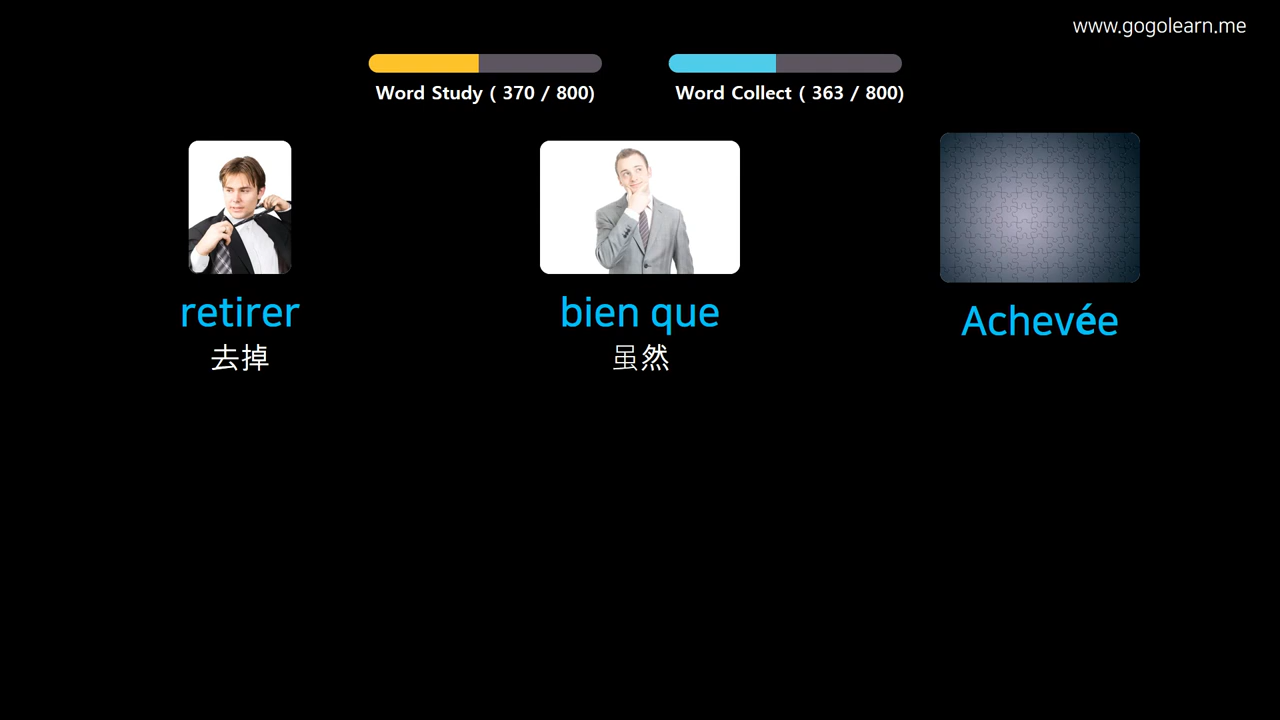 www.gogolearn.me
Word Study ( 370 / 800)
Word Collect ( 363 / 800)
retirer
去掉
bien que
虽然
Achevée